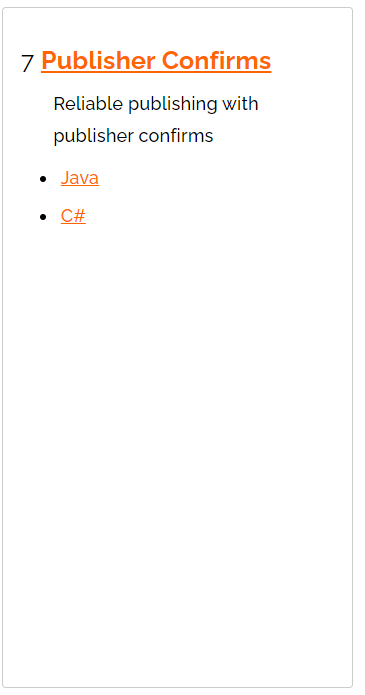 7 Publisher Confirms
Reliable publishing with
publisher confirms
Java
C#